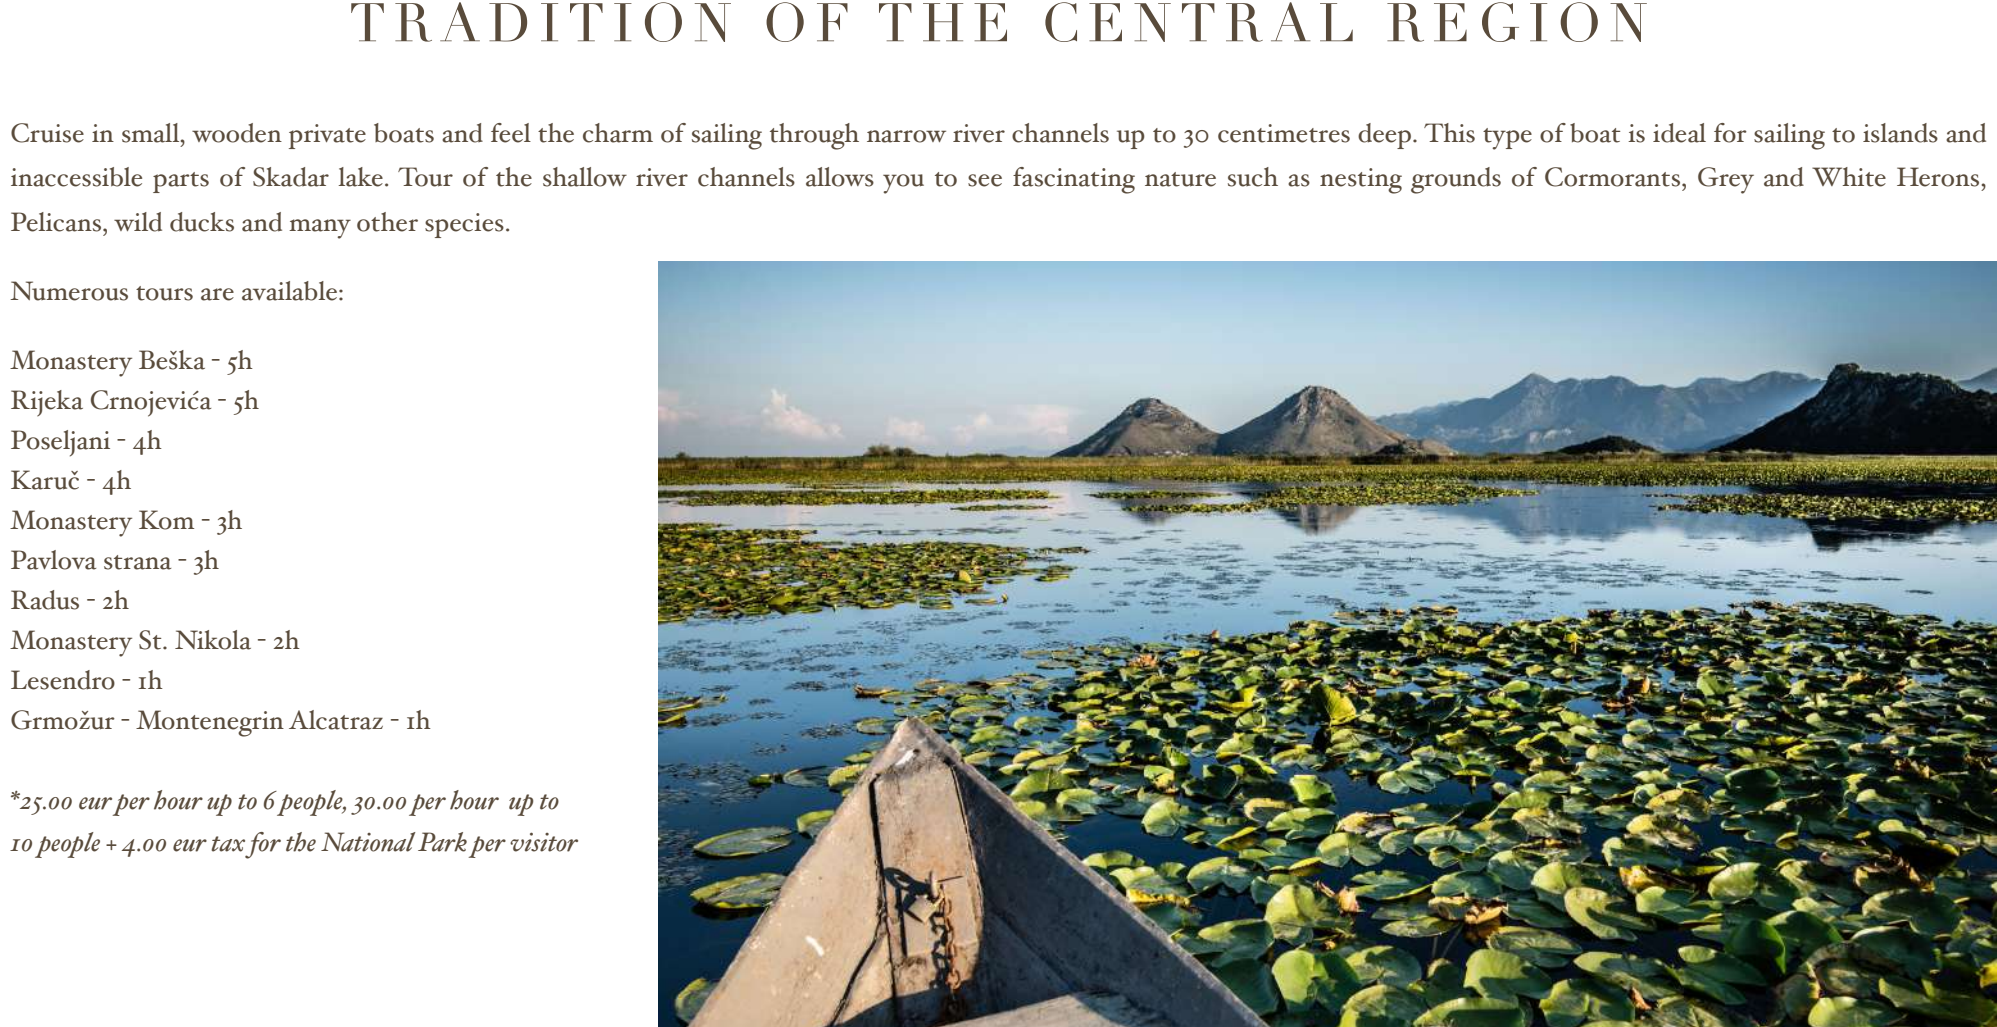 TRADITION OF THE CENTRAL REGION
Cruise in small, wooden private boats and feel the charm of sailing through narrow river channels up to 30 centimetres deep. This type of boat is ideal for sailing to islands and
inaccessible parts of Skadar lake. Tour of the shallow river channels allows you to see fascinating nature such as nesting grounds of Cormorants, Grey and White Herons,
Pelicans, wild ducks and many other species.
Numerous tours are available:
Monastery Beška - 5h
Rijeka Crnojevića - 5h
Poseljani - 4h
Karuč - 4h
Monastery Kom - 3h
Pavlova strana - 3h
Radus - 2h
Monastery St. Nikola - 2h
Lesendro - 1h
Grmožur - Montenegrin Alcatraz - 1h
*25.00 eur per hour up to 6 people, 30.00 per hour up to
10 people + 4.00 eur tax for the National Park per visitor